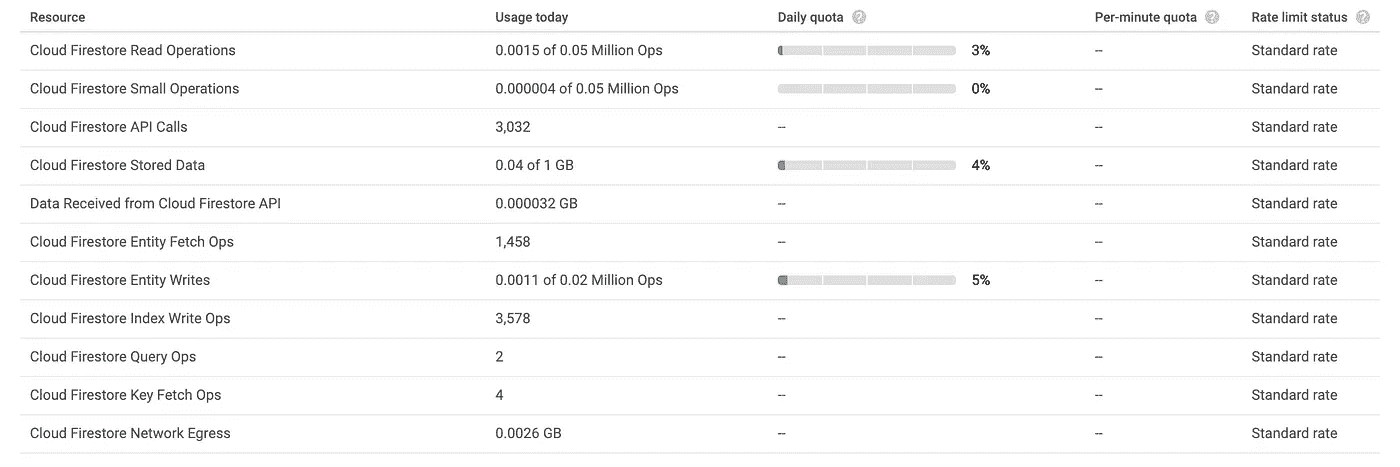 Resource Usage today Daily quota Per-minute quota Rate limit status
Cloud Firestore Read Operations 0.0015 of 0.05 Million Ops 3% -- Standard rate
Cloud Firestore Small Operations 0.000004 of 0.05 Million Ops 0% -- Standard rate
Cloud Firestore API Calls 3,032 -- -- Standard rate
Cloud Firestore Stored Data 0.04 of 1 GB 4% -- Standard rate
Data Received from Cloud Firestore API 0.000032 GB -- -- Standard rate
Cloud Firestore Entity Fetch Ops 1,458 -- -- Standard rate
Cloud Firestore Entity Writes 0.0011 of 0.02 Million Ops 5% -- Standard rate
Cloud Firestore Index Write Ops 3,578 -- -- Standard rate
Cloud Firestore Query Ops 2 -- -- Standard rate
Cloud Firestore Key Fetch Ops 4 -- -- Standard rate
Cloud Firestore Network Egress 0.0026 GB -- -- Standard rate